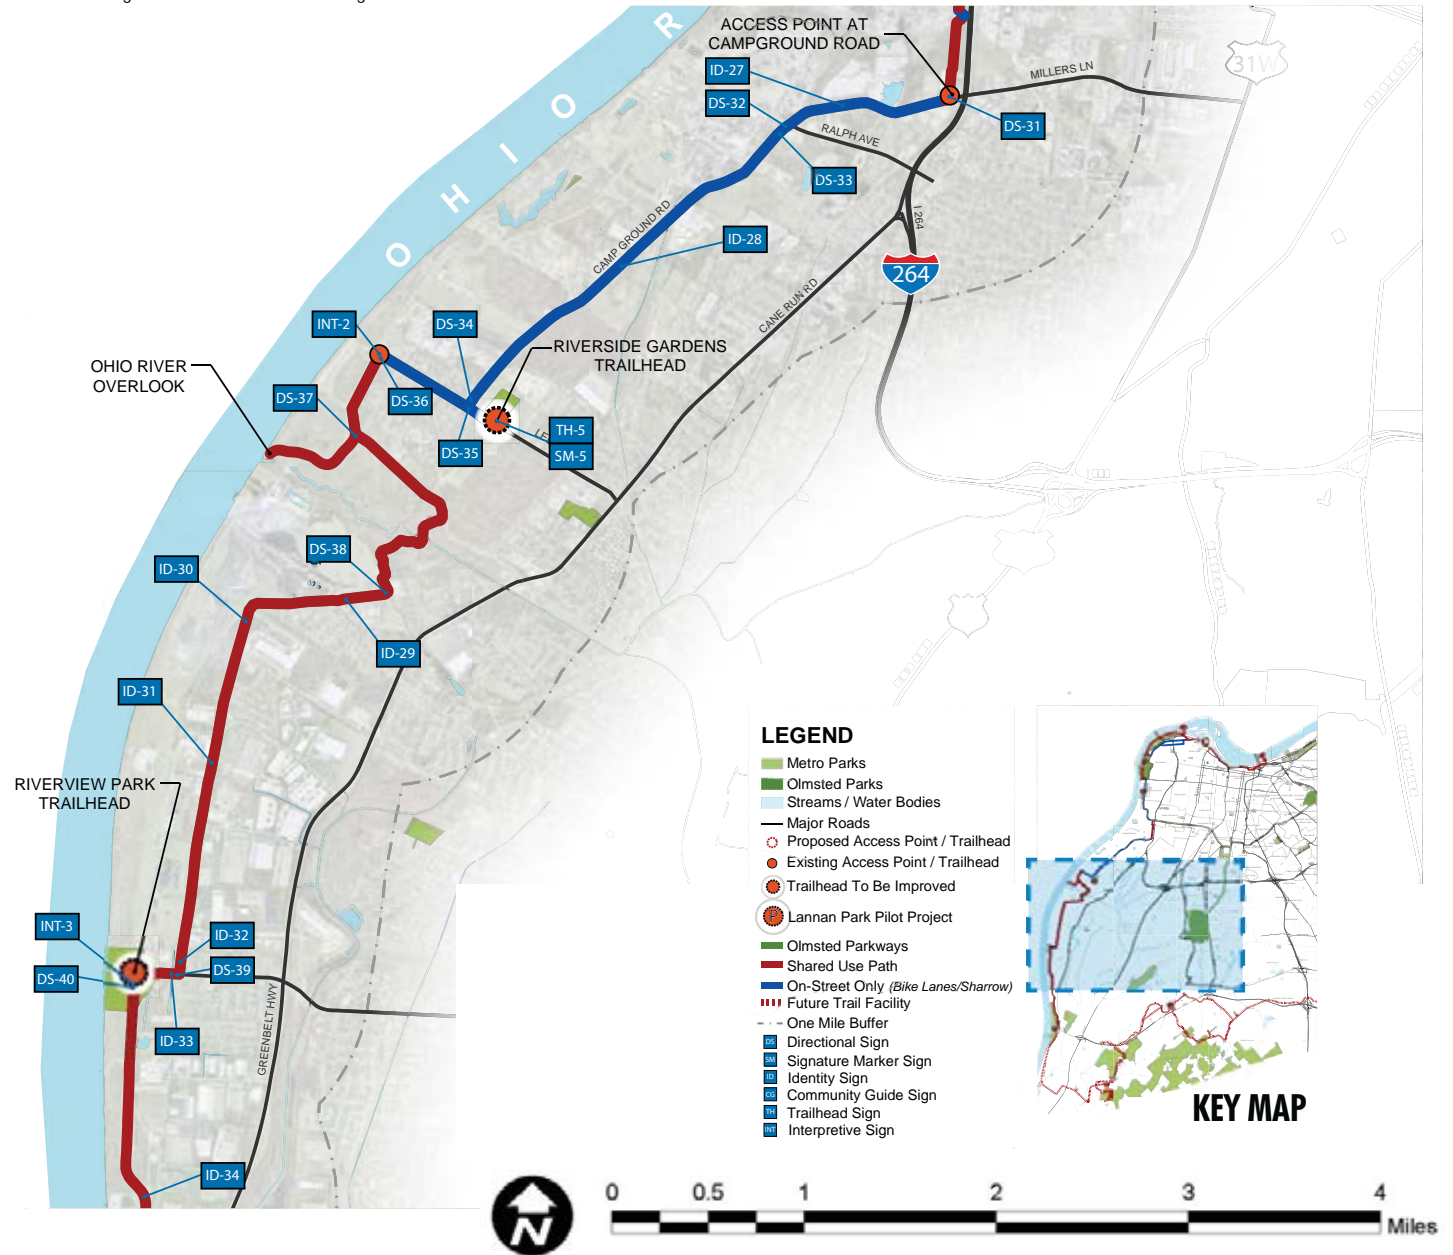 ACCESS POINT AT
CAMPGROUND ROAD
O H I O R
31W
MILLERS LN
ID-27
DS-32
DS-31
RALPH AVE
DS-33
I 264
264
CAMP GROUND RD
ID-28
CANE RUN RD
INT-2
DS-34
RIVERSIDE GARDENS
TRAILHEAD
OHIO RIVER
OVERLOOK
DS-37
DS-36
TH-5
DS-35
SM-5
DS-38
ID-30
ID-29
ID-31
RIVERVIEW PARK
TRAILHEAD
INT-3
ID-32
DS-40
DS-39
ID-33
GREENBELT HWY
ID-34
LEGEND
Metro Parks
Olmsted Parks
Streams / Water Bodies
Major Roads
Proposed Access Point / Trailhead
Existing Access Point / Trailhead
Trailhead To Be Improved
P Lannan Park Pilot Project
Olmsted Parkways
Shared Use Path
On-Street Only (Bike Lanes/Sharrow)
Future Trail Facility
One Mile Buffer
DS Directional Sign
SM Signature Marker Sign
ID Identity Sign
CG Community Guide Sign
TH Trailhead Sign
INT Interpretive Sign
KEY MAP
N
0 0.5 1 2 3 4
Miles